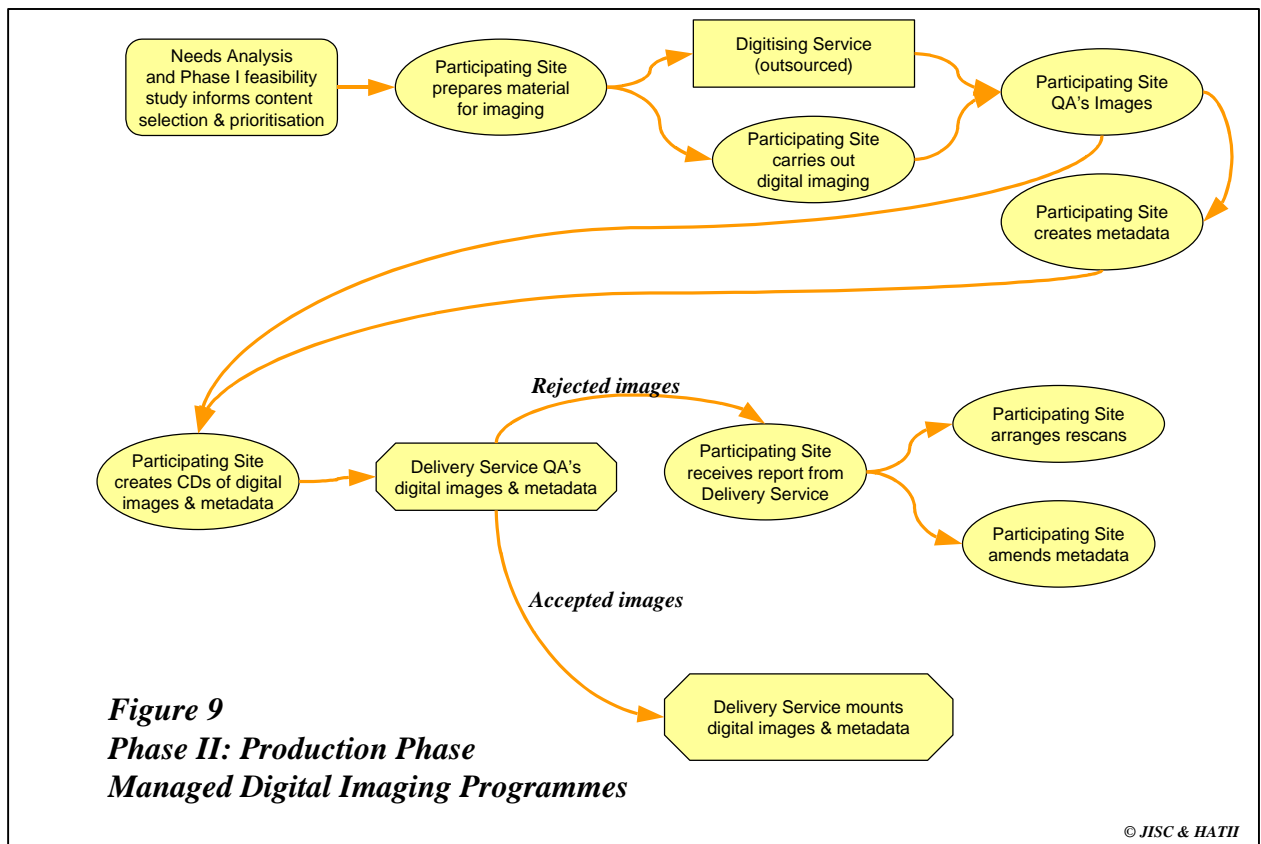 Needs Analysis
and Phase I feasibility
study informs content
selection & prioritisation
Participating Site
prepares material
for imaging
Digitising Service
(outsourced)
Participating Site
carries out
digital imaging
Participating Site
QA's Images
Participating Site
creates metadata
Participating Site
creates CDs of digital
images & metadata
Delivery Service QA's
digital images & metadata
Rejected images
Participating Site
receives report from
Delivery Service
Participating Site
arranges rescans
Participating Site
amends metadata
Accepted images
Delivery Service mounts
digital images & metadata
Figure 9
Phase II: Production Phase
Managed Digital Imaging Programmes
© JISC & HATII